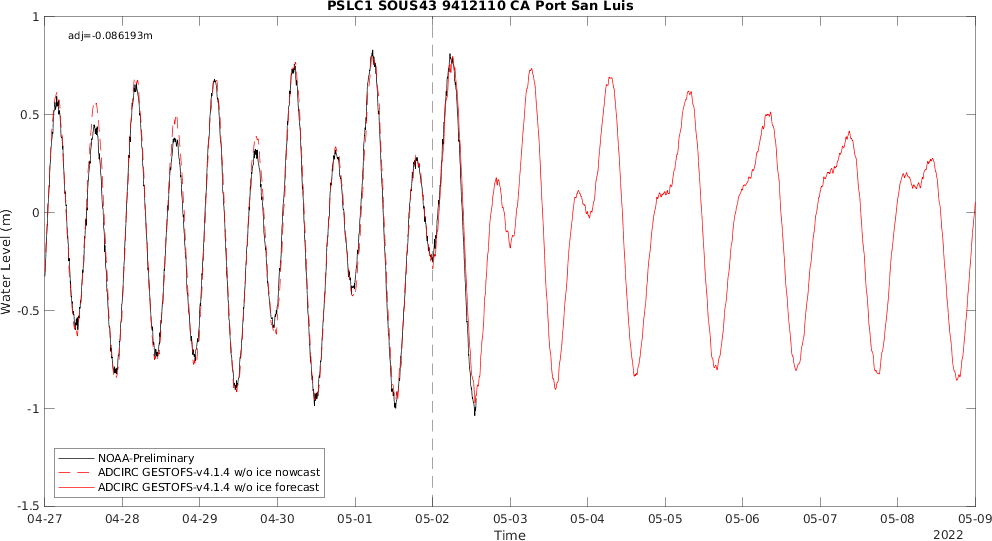 PSLC1 SOUS43 9412110 CA Port San Luis
adj=-0.086193m
1
0.5
0
-0.5
-1
-1.5
Water Level (m)
NOAA-Preliminary
ADCIRC GESTOFS-v4.1.4 w/o ice nowcast
ADCIRC GESTOFS-v4.1.4 w/o ice forecast
04-27 04-28 04-29 04-30 05-01 05-02 05-03 05-04 05-05 05-06 05-07 05-08 05-09
Time
2022